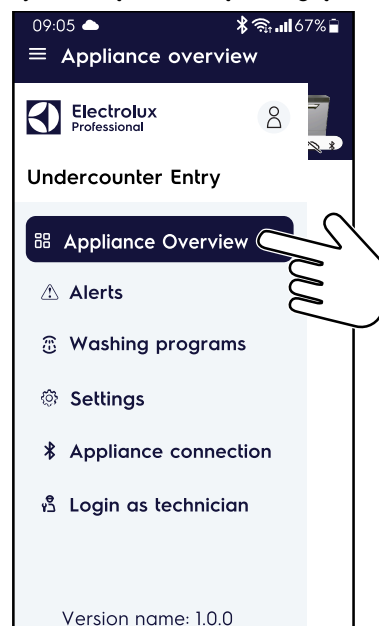 09:05 67%
Appliance overview
Electrolux
Professional
Undercounter Entry
Appliance Overview
Alerts
Washing programs
Settings
Appliance connection
Login as technician
Version name: 1.0.0